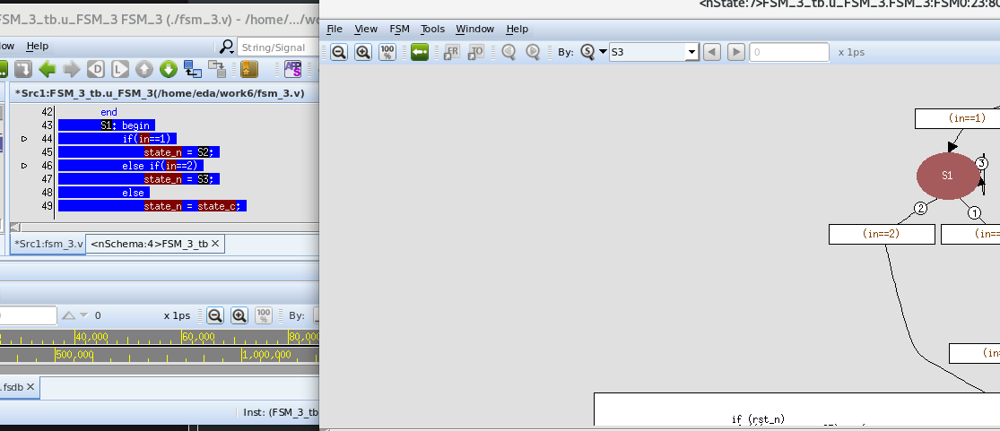 FSM_3_tb.u_FSM_3 FSM_3 (./fsm_3.v) - /home/.../wo
Help
String/Signal
D
L
*Src1:FSM_3_tb.u_FSM_3(/home/eda/work6/fsm_3.v)
42 end
43 S1: begin
44 if(in==1)
45 state_n = S2;
46 else if(in==2)
47 state_n = S3;
48 else
49 state_n = state_c;
*Src1:fsm_3.v
<nSchema:4>FSM_3_tb
0
x 1ps
100 %
By:
40,000
60,000
80,000
500,000
1,000,000
.fsdb
Inst: (FSM_3_tb
<nState:7>FSM_3_tb.u_FSM_3.FSM_3:FSM0:23:80
File View FSM Tools Window Help
100 %
FR
TO
By:
S
S3
0
x 1ps
(in==1)
S1
3
2
1
(in==2)
(in==
(in=
if (rst_n)